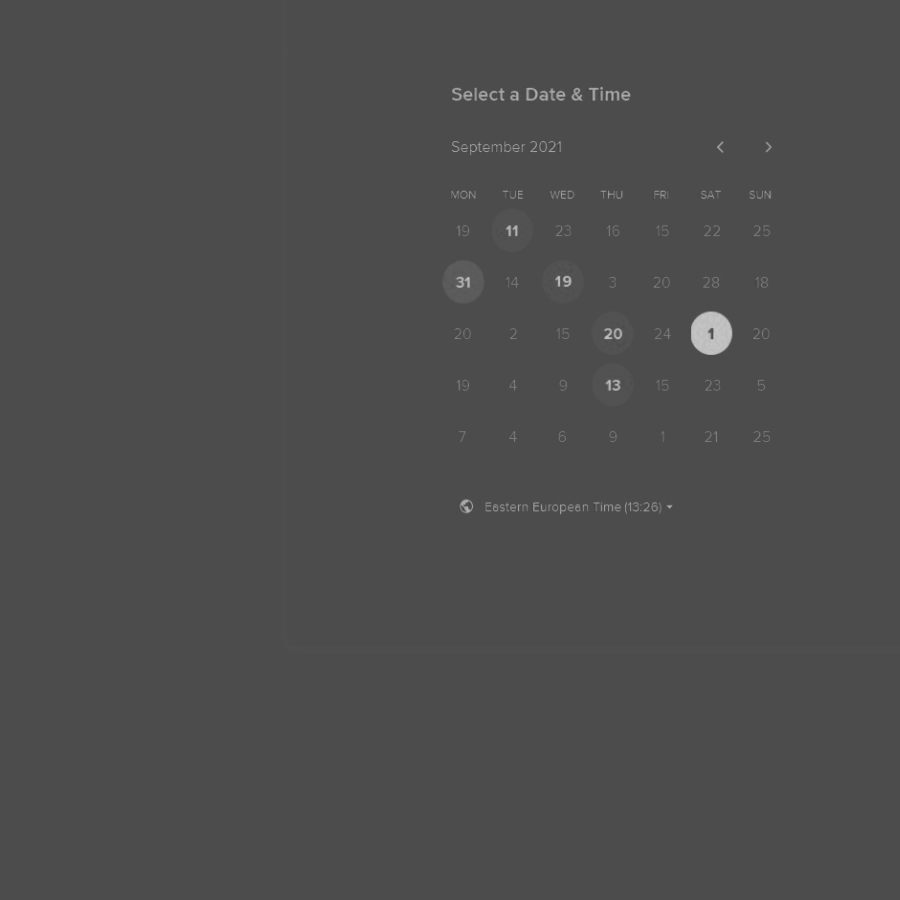 Select a Date & Time
September 2021
MON TUE WED THU FRI SAT SUN
19 11 23 16 15 22 25
31 14 19 3 20 28 18
20 2 15 20 24 1 20
19 4 9 13 15 23 5
7 4 6 9 1 21 25
Eastern European Time (13:26)